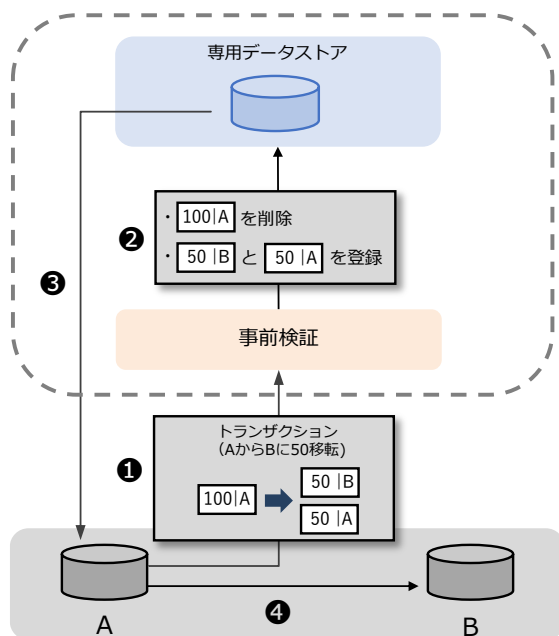 専用データストア
❷
・ 100|A を削除
・ 50 |B と 50 |A を登録
❸
事前検証
❶
トランザクション
（AからBに50移転)
100|A
50 |B
50 |A
❹
A
B